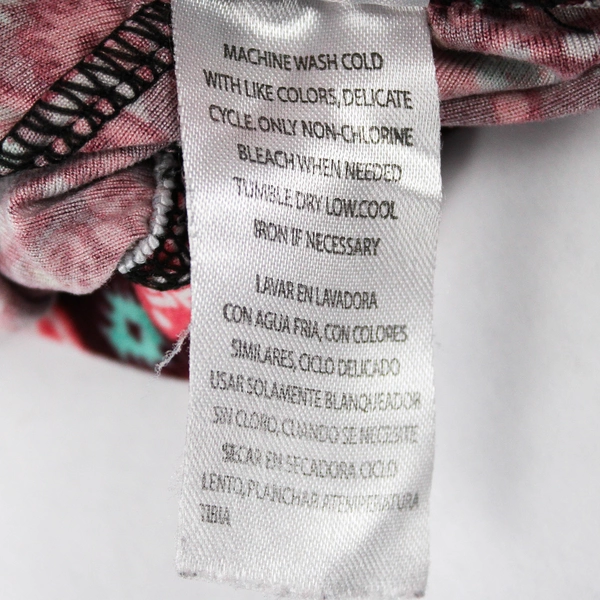 MACHINE WASH COLD
WITH LIKE COLORS, DELICATE
CYCLE. ONLY NON-CHLORINE
BLEACH WHEN NEEDED
TUMBLE DRY LOW.COOL
IRON IF NECESSARY
LAVAR EN LAVADORA
CON AGUA FRIA, CON COLORES
SIMILARES, CICLO DELICADO
USAR SOLAMENTE BLANQUEADOR
SIN CLORO, CUANDO SE NECESITE
SECAR EN SECADORA CICLO
LENTO, PLANCHAR A TEMPERATURA
TIBIA